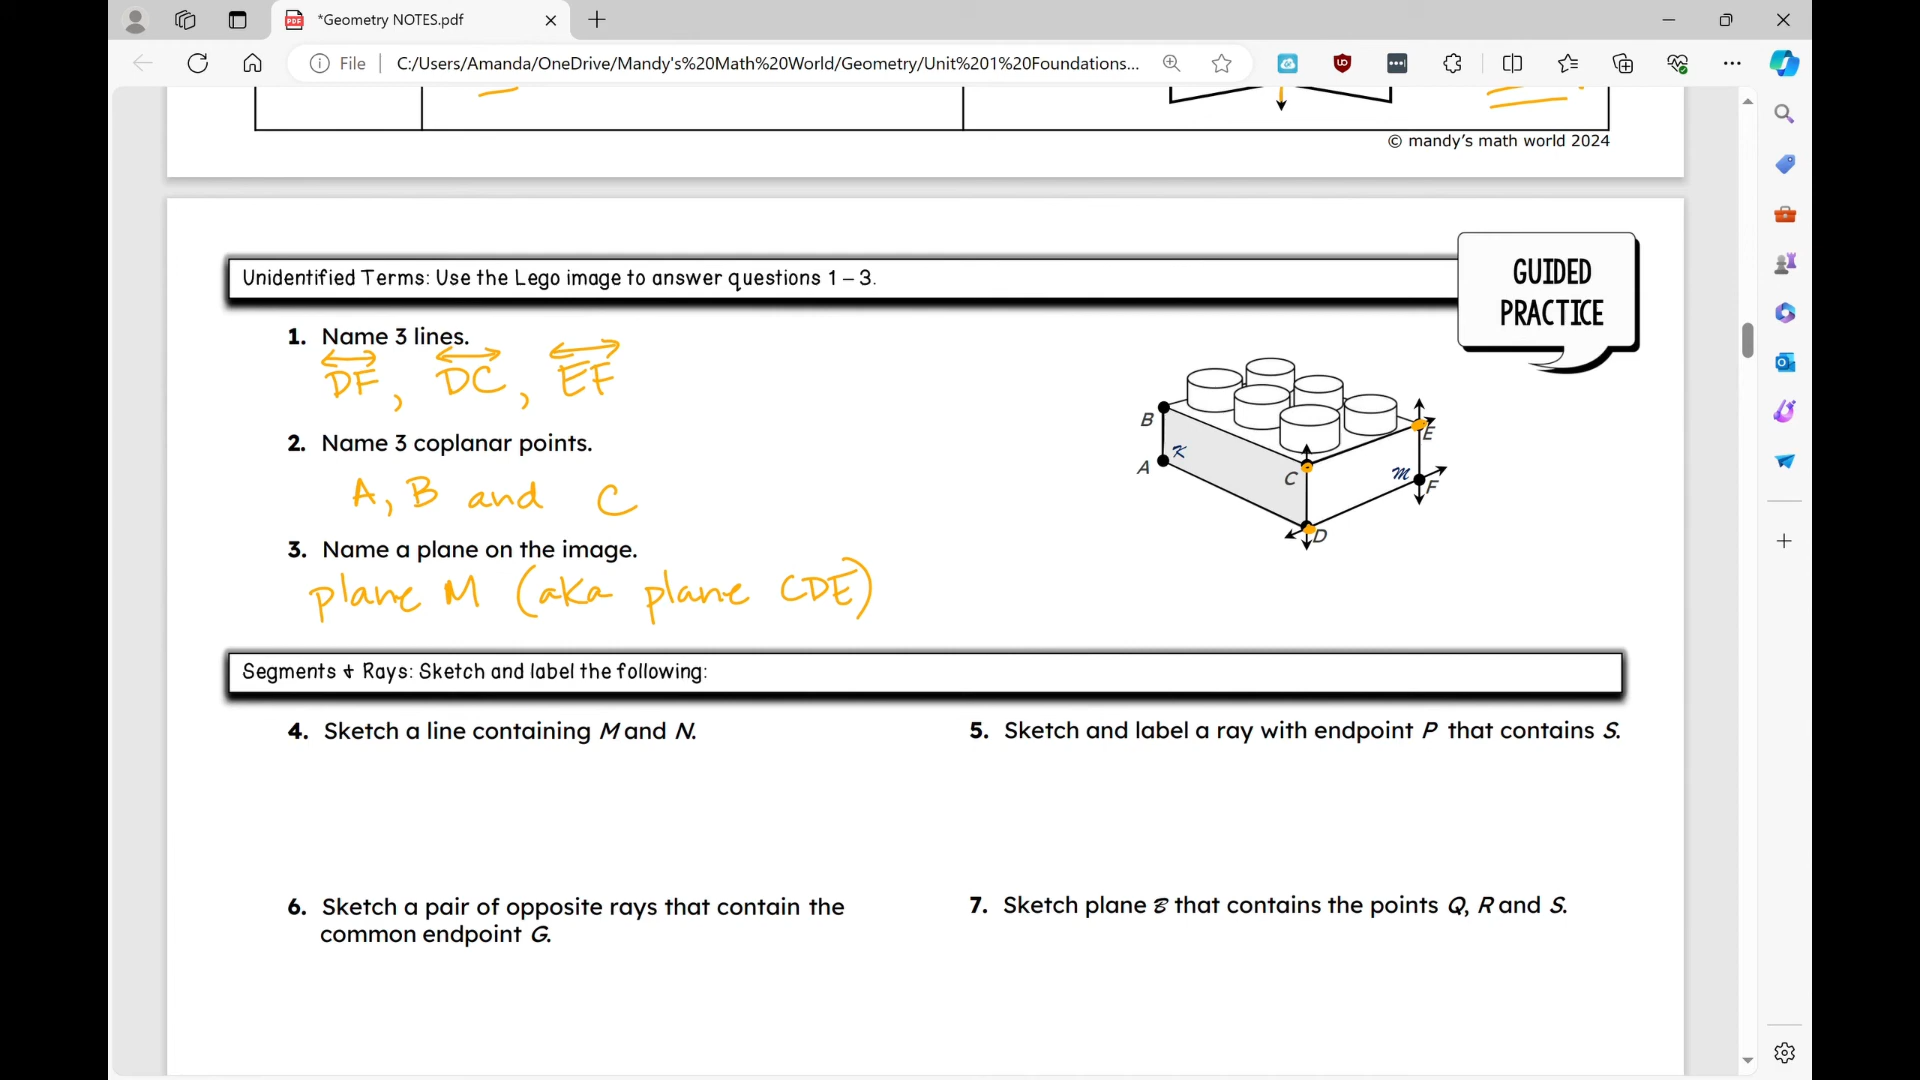 *Geometry NOTES.pdf
File
C:/Users/Amanda/OneDrive/Mandy's%20Math%20World/Geometry/Unit%201%20Foundations...
© mandy's math world 2024
Unidentified Terms: Use the Lego image to answer questions 1 – 3.
GUIDED
PRACTICE
1. Name 3 lines.
DF, DC, EF
2. Name 3 coplanar points.
A, B and C
3. Name a plane on the image.
plane M (aka plane CDE)
B
K
A
C
E
M
F
D
Segments + Rays: Sketch and label the following:
4. Sketch a line containing M and N.
5. Sketch and label a ray with endpoint P that contains S.
6. Sketch a pair of opposite rays that contain the
common endpoint G.
7. Sketch plane ℬ that contains the points Q, R and S.